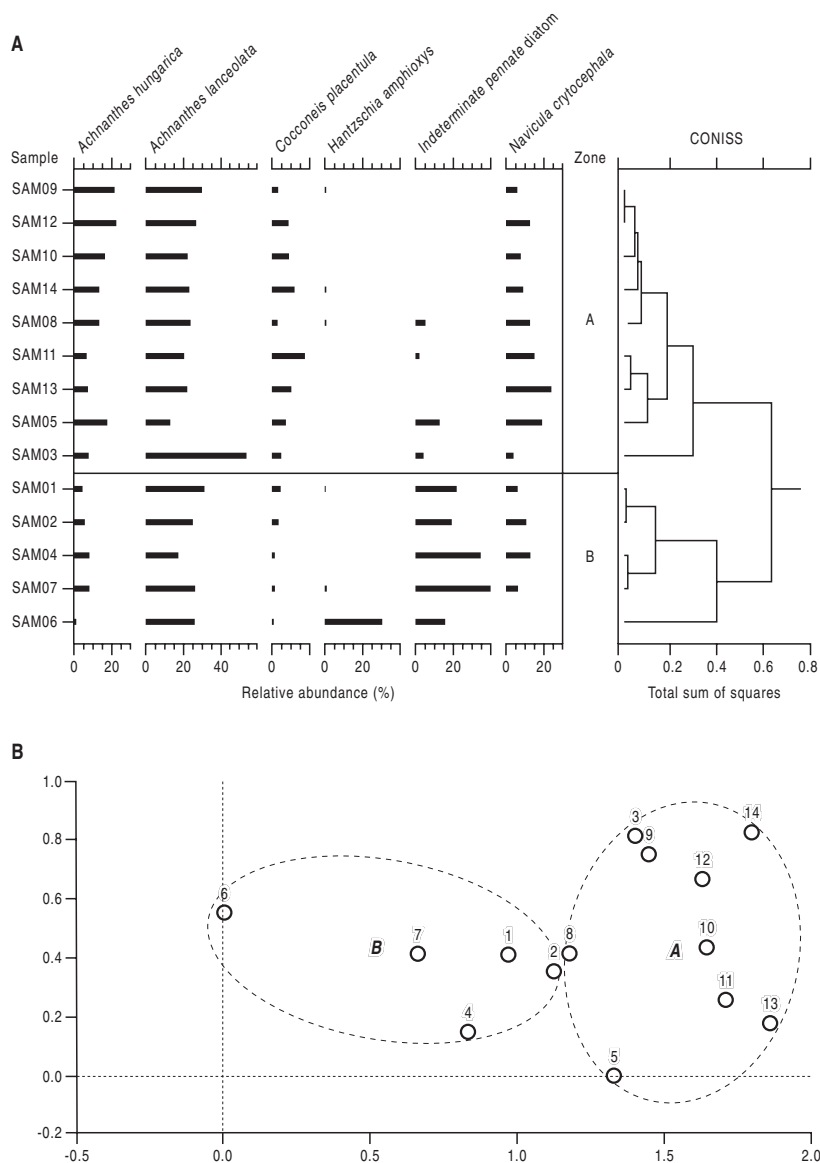 A
Achnanthes hungarica
Achnanthes lanceolata
Cocconeis placentula
Hantzschia amphioxys
Indeterminate pennate diatom
Navicula crytocephala
Sample
Zone
CONISS
SAM09
SAM12
SAM10
SAM14
SAM08
A
SAM11
SAM13
SAM05
SAM03
SAM01
SAM02
SAM04
B
SAM07
SAM06
0 20 0 20 40 0 0 0 20 0 20 0 0.2 0.4 0.6 0.8
Relative abundance (%)
Total sum of squares
B
1.0
0.8
0.6
0.4
0.2
0.0
-0.2
3
14
9
12
6
7
1
2
8
10
B
A
11
13
4
5
-0.5 0.0 0.5 1.0 1.5 2.0